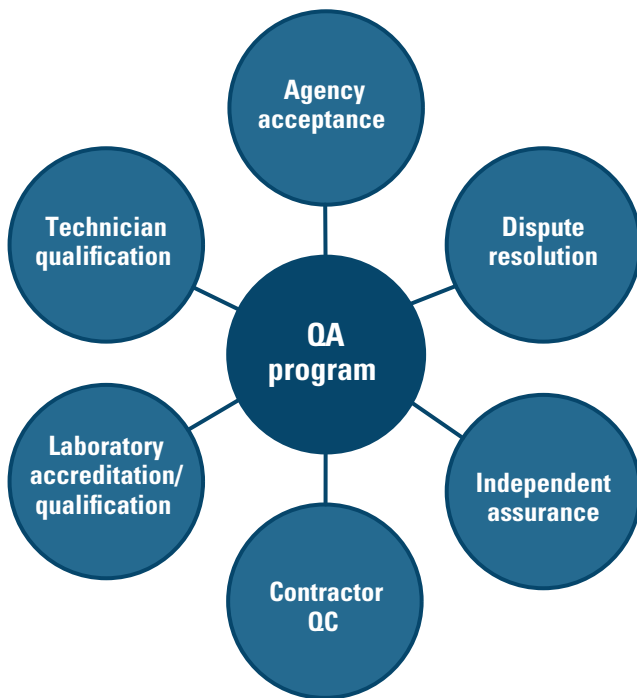 Agency
acceptance
Technician
qualification
Dispute
resolution
QA
program
Laboratory
accreditation/
qualification
Independent
assurance
Contractor
QC